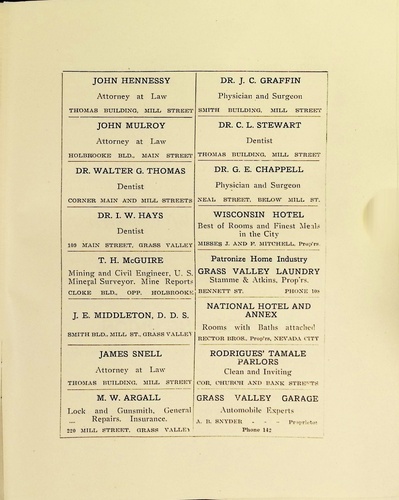 JOHN HENNESSY
Attorney at Law
THOMAS BUILDING, MILL STREET
JOHN MULROY
Attorney at Law
HOLBROOKE BLD., MAIN STREET
DR. WALTER G. THOMAS
Dentist
CORNER MAIN AND MILL STREETS
DR. I. W. HAYS
Dentist
109 MAIN STREET, GRASS VALLEY
T. H. McGUIRE
Mining and Civil Engineer, U. S.
Mineral Surveyor. Mine Reports
CLOKE BLD., OPP. HOLBROOKE
J. E. MIDDLETON, D. D. S.
SMITH BLD., MILL ST., GRASS VALLEY
JAMES SNELL
Attorney at Law
THOMAS BUILDING, MILL STREET
M. W. ARGALL
Lock and Gunsmith, General
Repairs. Insurance.
228 MILL STREET, GRASS VALLEY
DR. J. C. GRAFFIN
Physician and Surgeon
SMITH BUILDING, MILL STREET
DR. C. L. STEWART
Dentist
THOMAS BUILDING, MILL STREET
DR. G. E. CHAPPELL
Physician and Surgeon
NEAL STREET, BELOW MILL ST.
WISCONSIN HOTEL
Best of Rooms and Finest Meals
in the City
MISSES J. AND F. MITCHELL, Prop'rs.
Patronize Home Industry
GRASS VALLEY LAUNDRY
Stamme & Atkins, Prop'rs.
BENNETT ST. PHONE 108
NATIONAL HOTEL AND
ANNEX
Rooms with Baths attached
RECTOR BROS., Prop'rs, NEVADA CITY
RODRIGUES' TAMALE
PARLORS
Clean and Inviting
COR. CHURCH AND BANK STREETS
GRASS VALLEY GARAGE
Automobile Experts
A. B. SNYDER - - - Proprietor
Phone 142